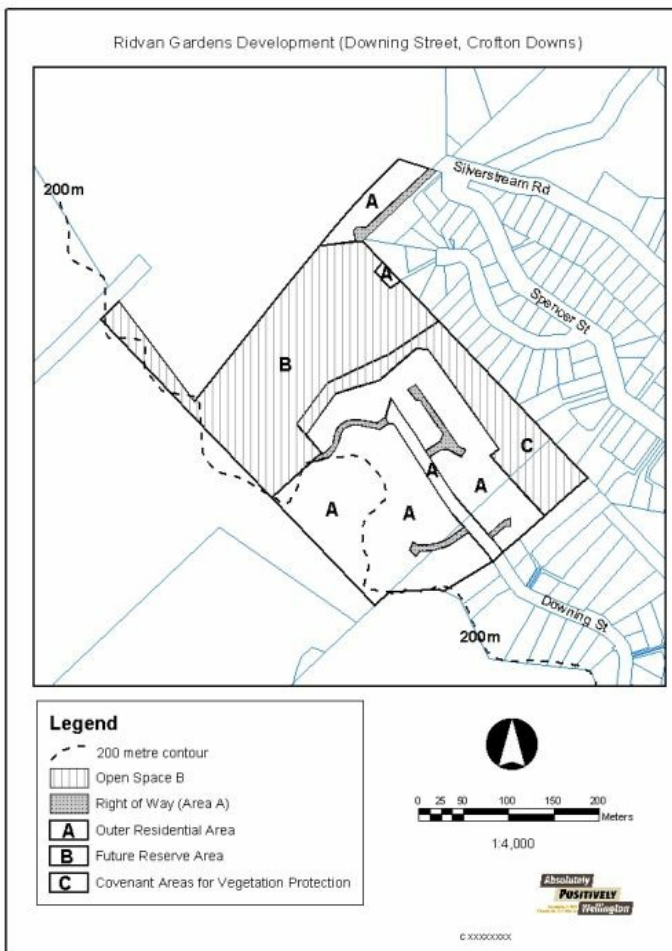 Ridvan Gardens Development (Downing Street, Crofton Downs)
200m
Silverstream Rd
A
A
Spencer St
B
C
A
A
A
A
Downing St
200m
Legend
200 metre contour
Open Space B
Right of Way (Area A)
A Outer Residential Area
B Future Reserve Area
C Covenant Areas for Vegetation Protection
0 25 50 100 150 200
Meters
1:4,000
Absolutely
POSITIVELY
Wellington
c xxxxxxxx